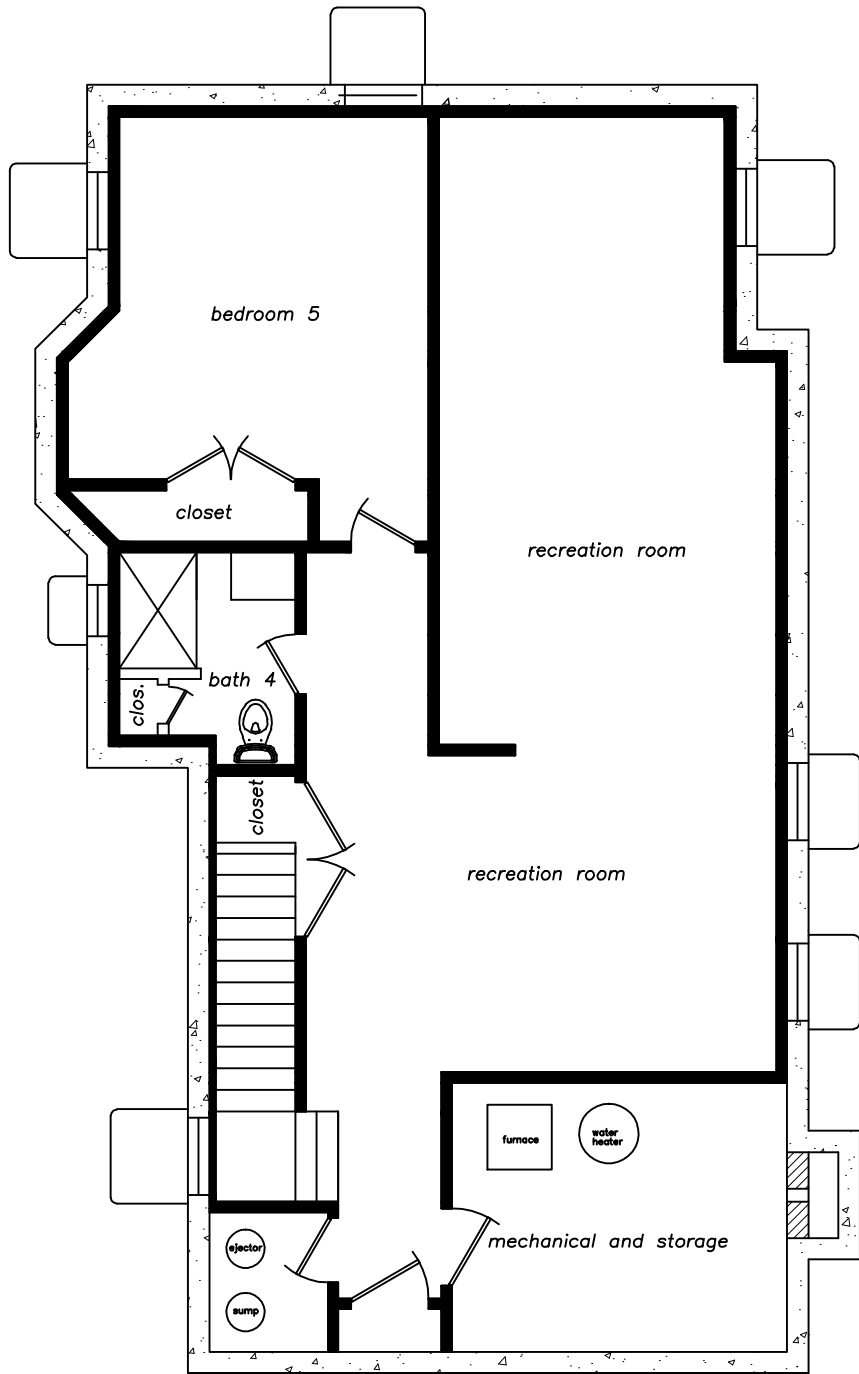 bedroom 5
closet
recreation room
bath 4
clos.
closet
recreation room
furnace
water
heater
mechanical and storage
ejector
sump